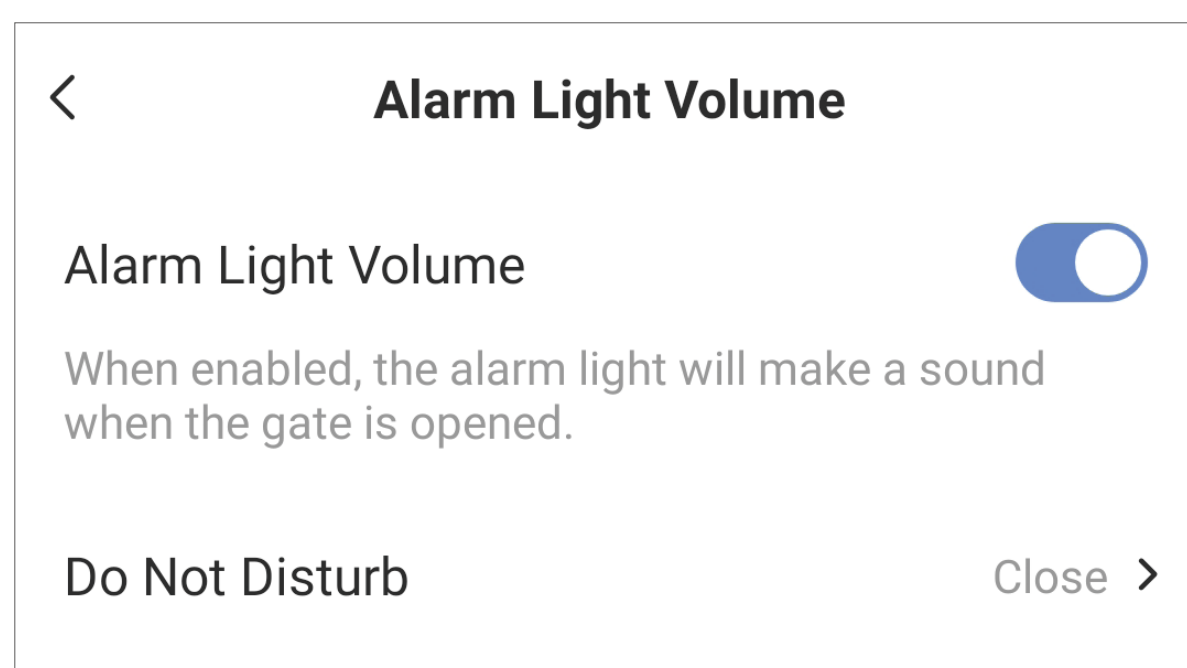 Alarm Light Volume
Alarm Light Volume
When enabled, the alarm light will make a sound
when the gate is opened.
Do Not Disturb Close